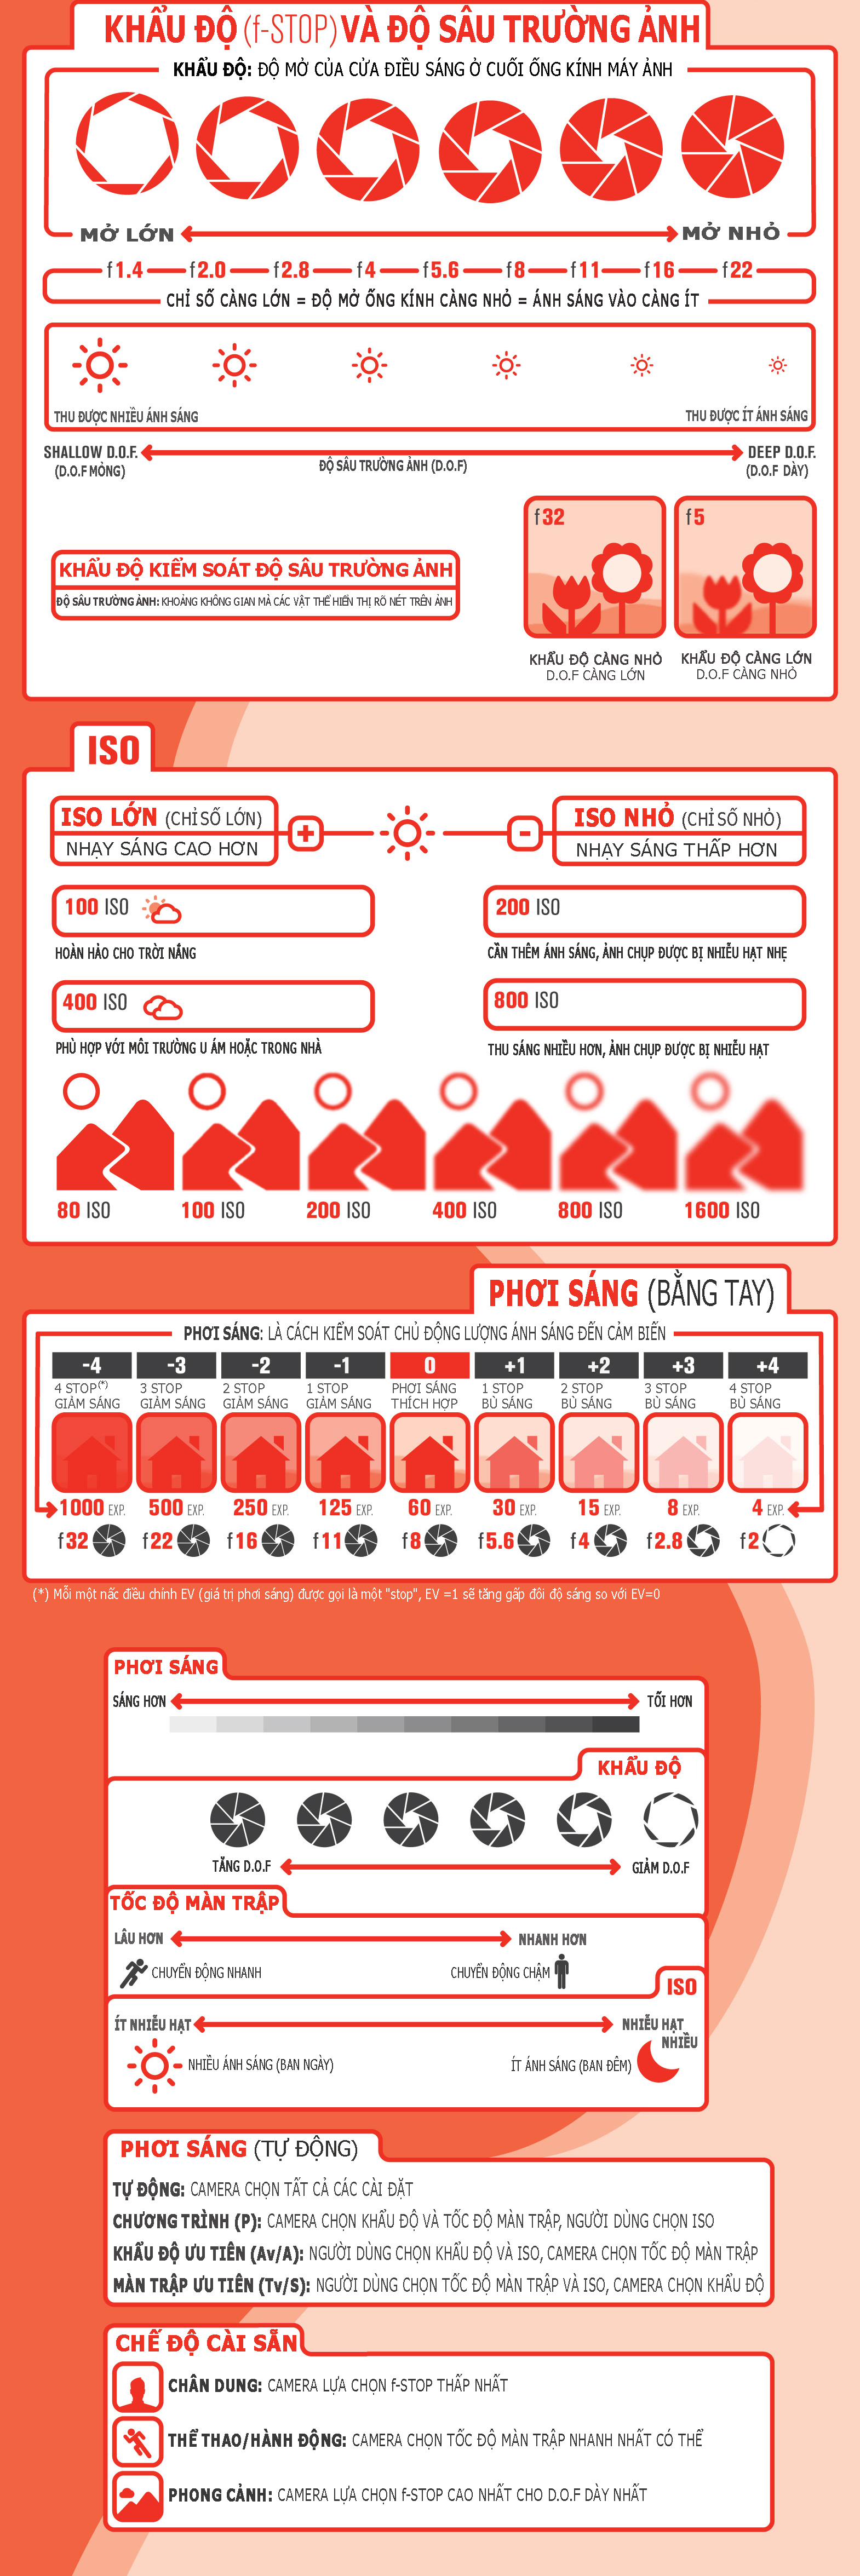 KHẨU ĐỘ (f-STOP) VÀ ĐỘ SÂU TRƯỜNG ẢNH
KHẨU ĐỘ: ĐỘ MỞ CỦA CỬA ĐIỀU SÁNG Ở CUỐI ỐNG KÍNH MÁY ẢNH
MỞ LỚN MỞ NHỎ
f1.4 f2.0 f2.8 f4 f5.6 f8 f11 f16 f22
CHỈ SỐ CÀNG LỚN = ĐỘ MỞ ỐNG KÍNH CÀNG NHỎ = ÁNH SÁNG VÀO CÀNG ÍT
THU ĐƯỢC NHIỀU ÁNH SÁNG THU ĐƯỢC ÍT ÁNH SÁNG
SHALLOW D.O.F. DEEP D.O.F.
(D.O.F MỎNG) ĐỘ SÂU TRƯỜNG ẢNH (D.O.F) (D.O.F DÀY)
f32 f5
KHẨU ĐỘ KIỂM SOÁT ĐỘ SÂU TRƯỜNG ẢNH
ĐỘ SÂU TRƯỜNG ẢNH: KHOẢNG KHÔNG GIAN MÀ CÁC VẬT THỂ HIỂN THỊ RÕ NÉT TRÊN ẢNH
KHẨU ĐỘ CÀNG NHỎ KHẨU ĐỘ CÀNG LỚN
D.O.F CÀNG LỚN D.O.F CÀNG NHỎ
ISO
ISO LỚN (CHỈ SỐ LỚN) + - ISO NHỎ (CHỈ SỐ NHỎ)
NHẠY SÁNG CAO HƠN NHẠY SÁNG THẤP HƠN
100 ISO 200 ISO
HOÀN HẢO CHO TRỜI NẮNG CẦN THÊM ÁNH SÁNG, ẢNH CHỤP ĐƯỢC BỊ NHIỄU HẠT NHẸ
400 ISO 800 ISO
PHÙ HỢP VỚI MÔI TRƯỜNG U ÁM HOẶC TRONG NHÀ THU SÁNG NHIỀU HƠN, ẢNH CHỤP ĐƯỢC BỊ NHIỄU HẠT
80 ISO 100 ISO 200 ISO 400 ISO 800 ISO 1600 ISO
PHƠI SÁNG (BẰNG TAY)
PHƠI SÁNG: LÀ CÁCH KIỂM SOÁT CHỦ ĐỘNG LƯỢNG ÁNH SÁNG ĐẾN CẢM BIẾN
-4 -3 -2 -1 0 +1 +2 +3 +4
4 STOP(*) 3 STOP 2 STOP 1 STOP PHƠI SÁNG 1 STOP 2 STOP 3 STOP 4 STOP
GIẢM SÁNG GIẢM SÁNG GIẢM SÁNG GIẢM SÁNG THÍCH HỢP BÙ SÁNG BÙ SÁNG BÙ SÁNG BÙ SÁNG
1000 EXP. 500 EXP. 250 EXP. 125 EXP. 60 EXP. 30 EXP. 15 EXP. 8 EXP. 4 EXP.
f32 f22 f16 f11 f8 f5.6 f4 f2.8 f2
(*) Mỗi một nấc điều chỉnh EV (giá trị phơi sáng) được gọi là một "stop", EV =1 sẽ tăng gấp đôi độ sáng so với EV=0
PHƠI SÁNG
SÁNG HƠN TỐI HƠN
KHẨU ĐỘ
TĂNG D.O.F GIẢM D.O.F
TỐC ĐỘ MÀN TRẬP
LÂU HƠN NHANH HƠN
CHUYỂN ĐỘNG NHANH CHUYỂN ĐỘNG CHẬM
ISO
ÍT NHIỄU HẠT NHIỄU HẠT
NHIỀU
NHIỀU ÁNH SÁNG (BAN NGÀY) ÍT ÁNH SÁNG (BAN ĐÊM)
PHƠI SÁNG (TỰ ĐỘNG)
TỰ ĐỘNG: CAMERA CHỌN TẤT CẢ CÁC CÀI ĐẶT
CHƯƠNG TRÌNH (P): CAMERA CHỌN KHẨU ĐỘ VÀ TỐC ĐỘ MÀN TRẬP, NGƯỜI DÙNG CHỌN ISO
KHẨU ĐỘ ƯU TIÊN (Av/A): NGƯỜI DÙNG CHỌN KHẨU ĐỘ VÀ ISO, CAMERA CHỌN TỐC ĐỘ MÀN TRẬP
MÀN TRẬP ƯU TIÊN (Tv/S): NGƯỜI DÙNG CHỌN TỐC ĐỘ MÀN TRẬP VÀ ISO, CAMERA CHỌN KHẨU ĐỘ
CHẾ ĐỘ CÀI SẴN
CHÂN DUNG: CAMERA LỰA CHỌN f-STOP THẤP NHẤT
THỂ THAO/HÀNH ĐỘNG: CAMERA CHỌN TỐC ĐỘ MÀN TRẬP NHANH NHẤT CÓ THỂ
PHONG CẢNH: CAMERA LỰA CHỌN f-STOP CAO NHẤT CHO D.O.F DÀY NHẤT